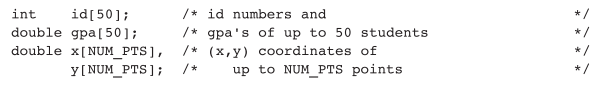 int    id[50];      /* id numbers and                            */
double gpa[50];     /* gpa's of up to 50 students                */
double x[NUM_PTS],  /* (x,y) coordinates of                      */
       y[NUM_PTS];  /*    up to NUM_PTS points                   */